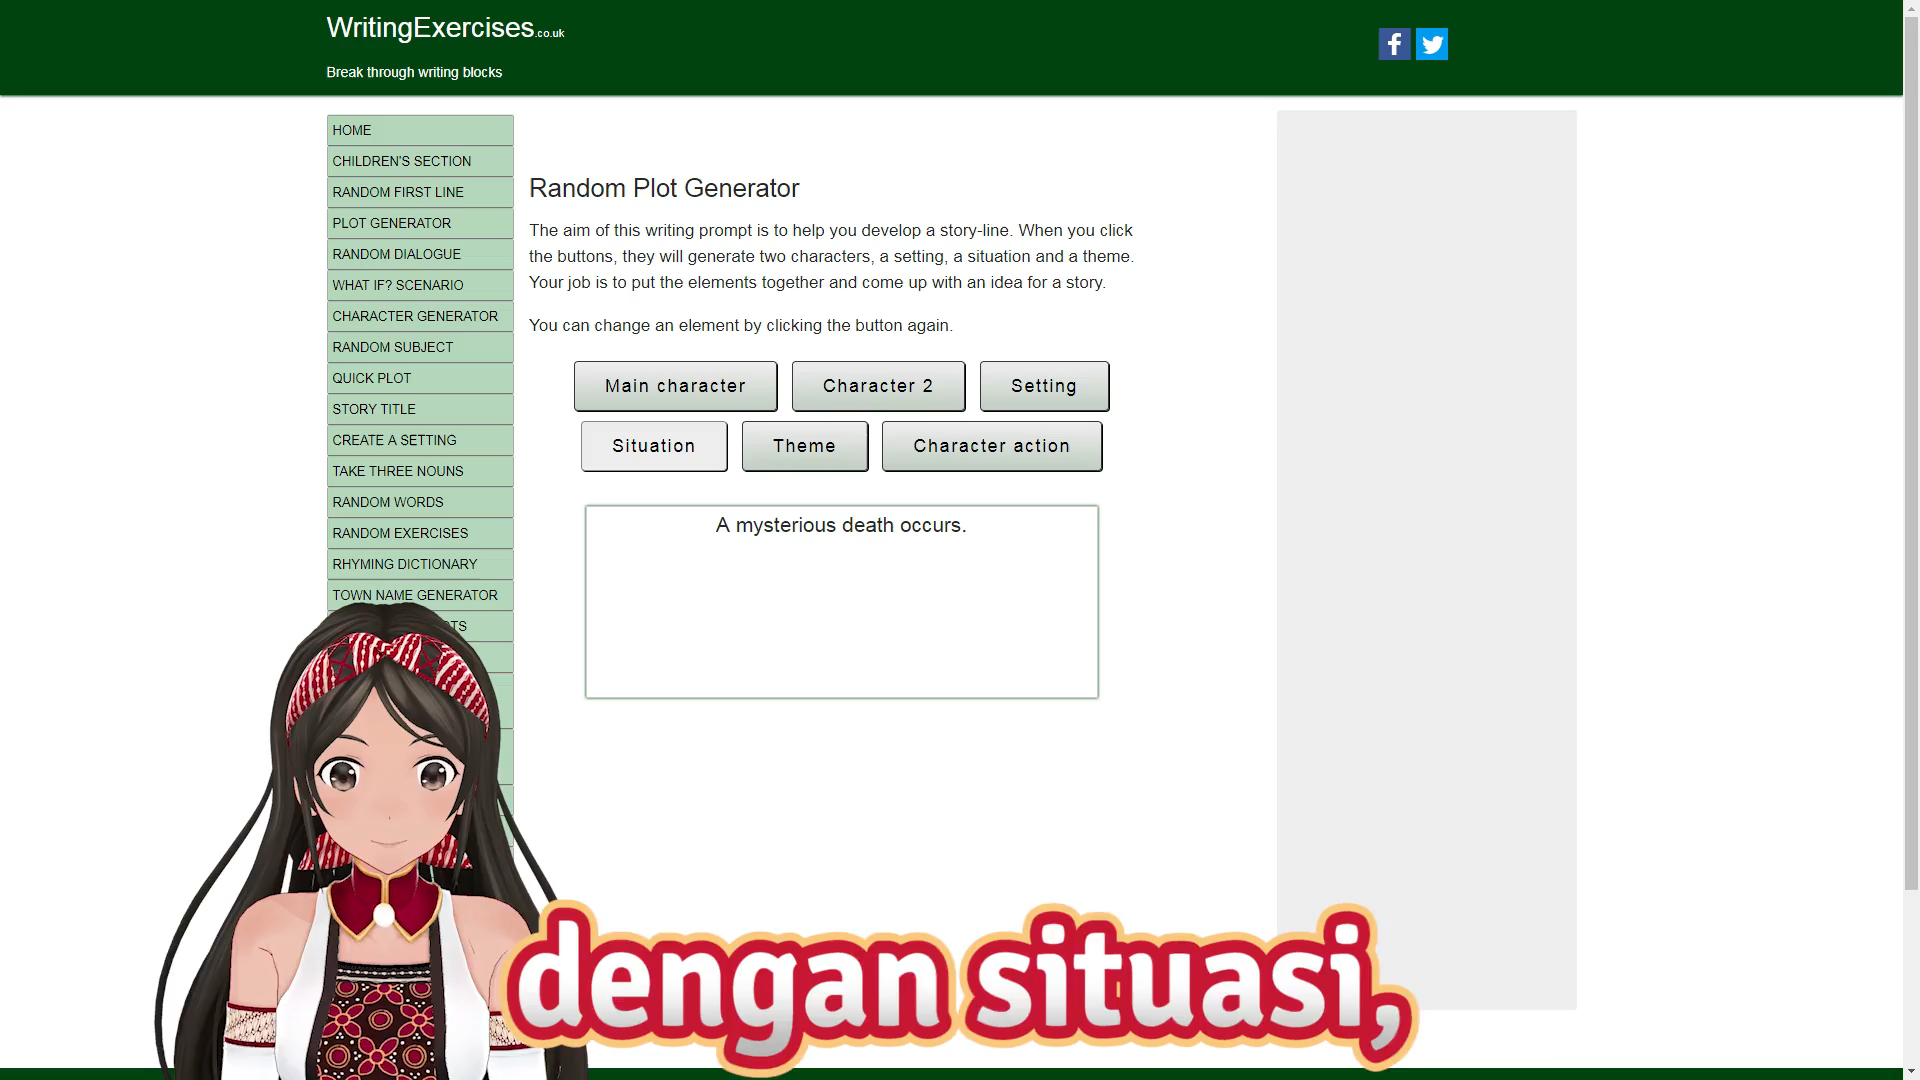 WritingExercises.co.uk
Break through writing blocks
HOME
CHILDREN'S SECTION
RANDOM FIRST LINE
PLOT GENERATOR
RANDOM DIALOGUE
WHAT IF? SCENARIO
CHARACTER GENERATOR
RANDOM SUBJECT
QUICK PLOT
STORY TITLE
CREATE A SETTING
TAKE THREE NOUNS
RANDOM WORDS
RANDOM EXERCISES
RHYMING DICTIONARY
TOWN NAME GENERATOR
Random Plot Generator
The aim of this writing prompt is to help you develop a story-line. When you click
the buttons, they will generate two characters, a setting, a situation and a theme.
Your job is to put the elements together and come up with an idea for a story.
You can change an element by clicking the button again.
Main character
Character 2
Setting
Situation
Theme
Character action
A mysterious death occurs.
dengan situasi,